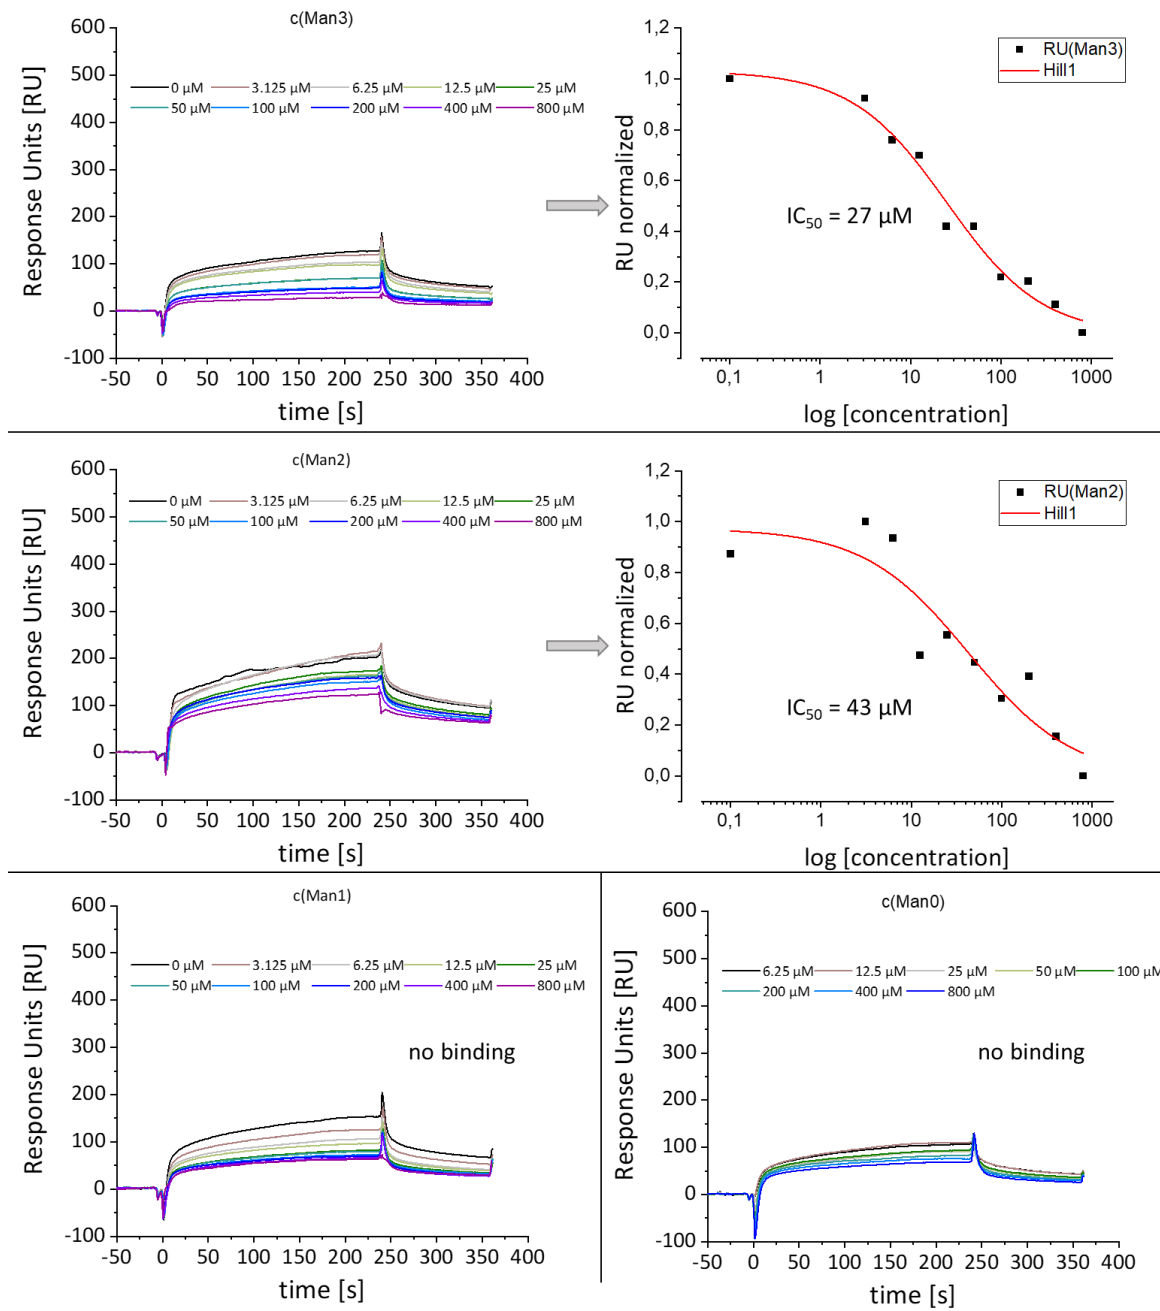 c(Man3)
Response Units [RU]
600
500
400
300
200
100
0
-100
0 µM 3.125 µM 6.25 µM 12.5 µM 25 µM
50 µM 100 µM 200 µM 400 µM 800 µM
-50 0 50 100 150 200 250 300 350 400
time [s]
RU normalized
1,2
1,0
0,8
0,6
0,4
0,2
0,0
RU(Man3)
Hill1
IC50 = 27 µM
0,1 1 10 100 1000
log [concentration]
c(Man2)
Response Units [RU]
600
500
400
300
200
100
0
-100
0 µM 3.125 µM 6.25 µM 12.5 µM 25 µM
50 µM 100 µM 200 µM 400 µM 800 µM
-50 0 50 100 150 200 250 300 350 400
time [s]
RU normalized
1,2
1,0
0,8
0,6
0,4
0,2
0,0
RU(Man2)
Hill1
IC50 = 43 µM
0,1 1 10 100 1000
log [concentration]
c(Man1)
Response Units [RU]
600
500
400
300
200
100
0
-100
0 µM 3.125 µM 6.25 µM 12.5 µM 25 µM
50 µM 100 µM 200 µM 400 µM 800 µM
no binding
-50 0 50 100 150 200 250 300 350 400
time [s]
c(Man0)
Response Units [RU]
600
500
400
300
200
100
0
-100
6.25 µM 12.5 µM 25 µM 50 µM 100 µM
200 µM 400 µM 800 µM
no binding
-50 0 50 100 150 200 250 300 350 400
time [s]